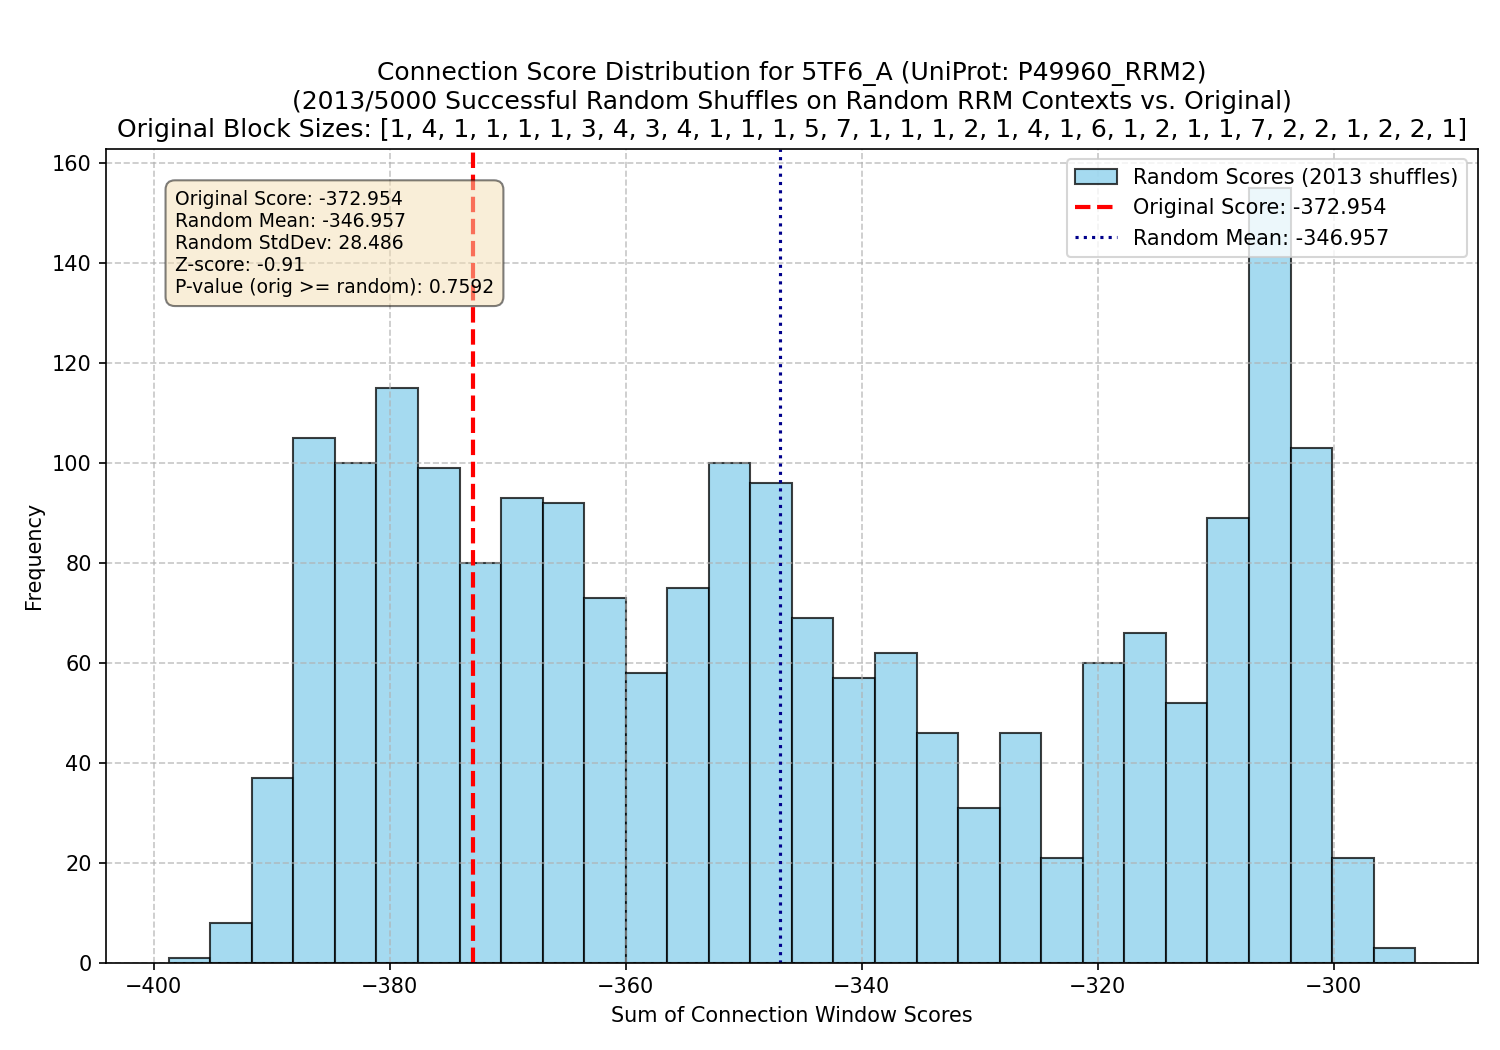 Connection Score Distribution for 5TF6_A (UniProt: P49960_RRM2)
(2013/5000 Successful Random Shuffles on Random RRM Contexts vs. Original)
Original Block Sizes: [1, 4, 1, 1, 1, 1, 3, 4, 3, 4, 1, 1, 1, 5, 7, 1, 1, 1, 2, 1, 4, 1, 6, 1, 2, 1, 1, 7, 2, 2, 1, 2, 2, 1]
Original Score: -372.954
Random Mean: -346.957
Random StdDev: 28.486
Z-score: -0.91
P-value (orig >= random): 0.7592
Random Scores (2013 shuffles)
Original Score: -372.954
Random Mean: -346.957
160
140
120
100
80
60
40
20
0
Frequency
−400 −380 −360 −340 −320 −300
Sum of Connection Window Scores